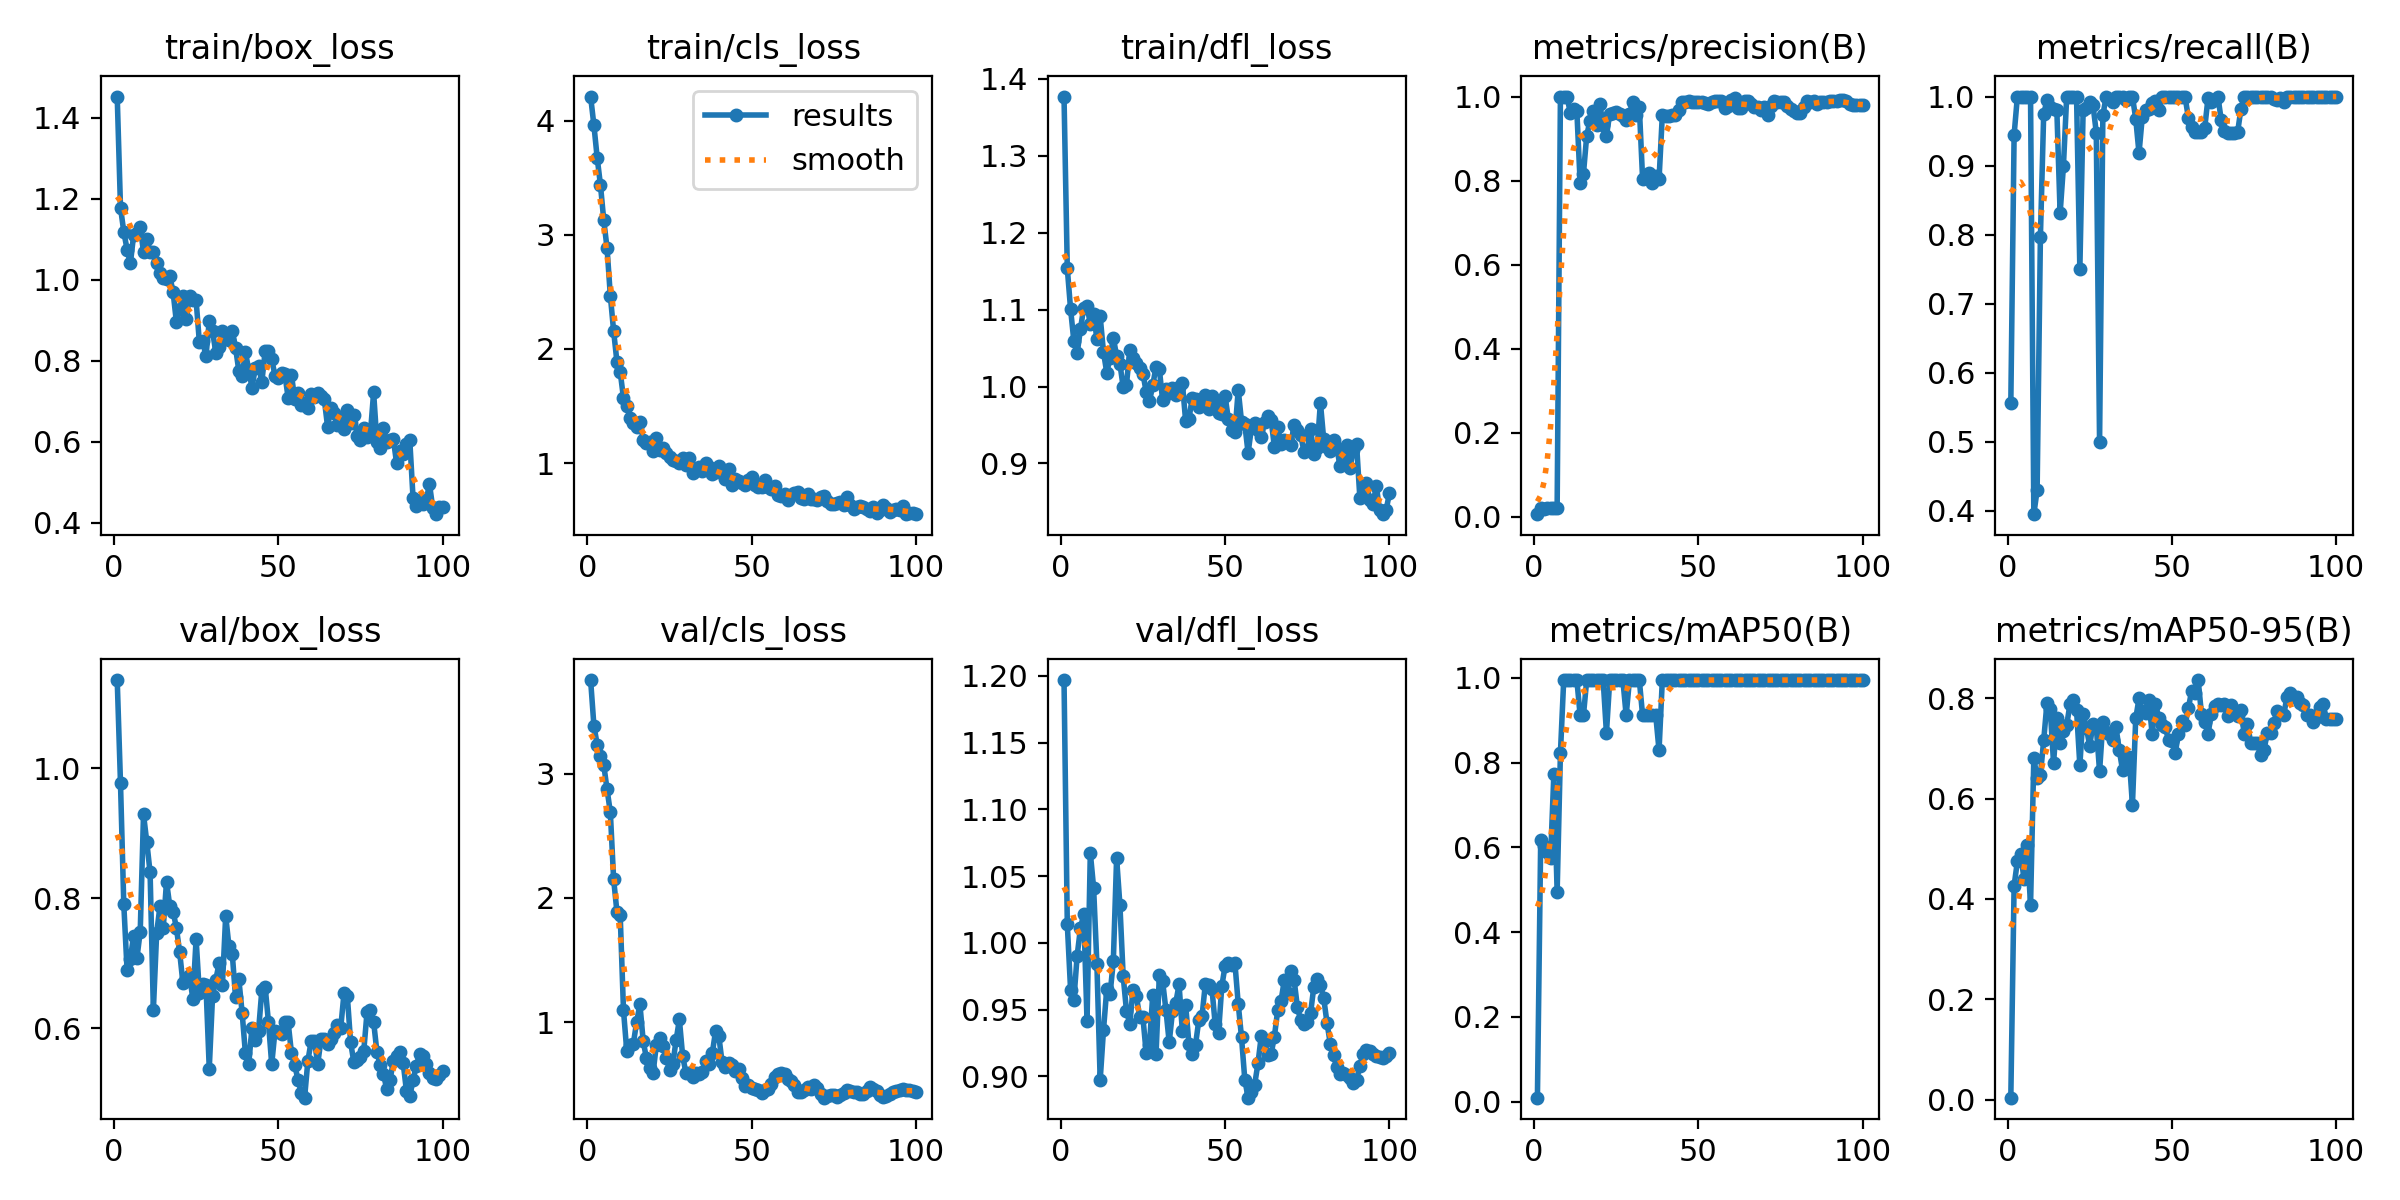 train/box_loss
1.4
1.2
1.0
0.8
0.6
0.4
0 50 100
train/cls_loss
results
smooth
4
3
2
1
0 50 100
train/dfl_loss
1.4
1.3
1.2
1.1
1.0
0.9
0 50 100
metrics/precision(B)
1.0
0.8
0.6
0.4
0.2
0.0
0 50 100
metrics/recall(B)
1.0
0.9
0.8
0.7
0.6
0.5
0.4
0 50 100
val/box_loss
1.0
0.8
0.6
0 50 100
val/cls_loss
3
2
1
0 50 100
val/dfl_loss
1.20
1.15
1.10
1.05
1.00
0.95
0.90
0 50 100
metrics/mAP50(B)
1.0
0.8
0.6
0.4
0.2
0.0
0 50 100
metrics/mAP50-95(B)
0.8
0.6
0.4
0.2
0.0
0 50 100